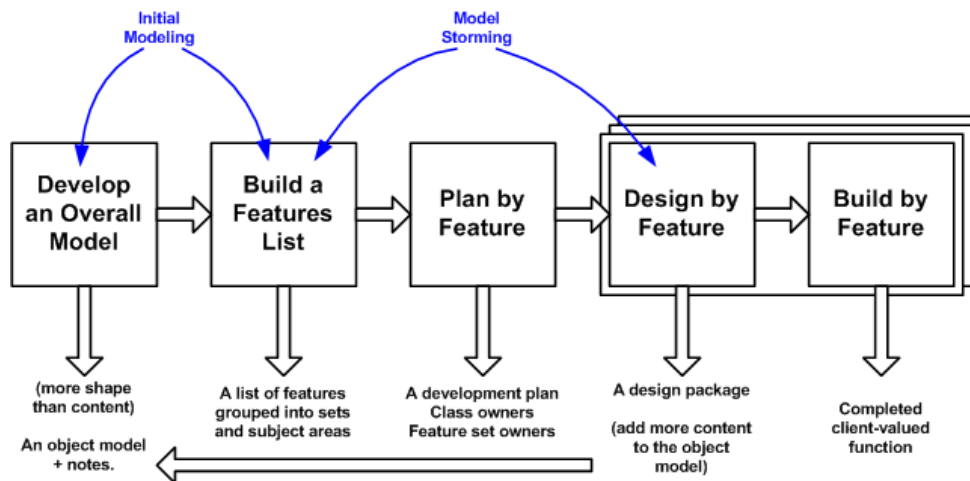 Initial
Modeling
Model
Storming
Develop
an Overall
Model
Build a
Features
List
Plan by
Feature
Design by
Feature
Build by
Feature
(more shape
than content)
An object model
+ notes.
A list of features
grouped into sets
and subject areas
A development plan
Class owners
Feature set owners
A design package
(add more content
to the object
model)
Completed
client-valued
function